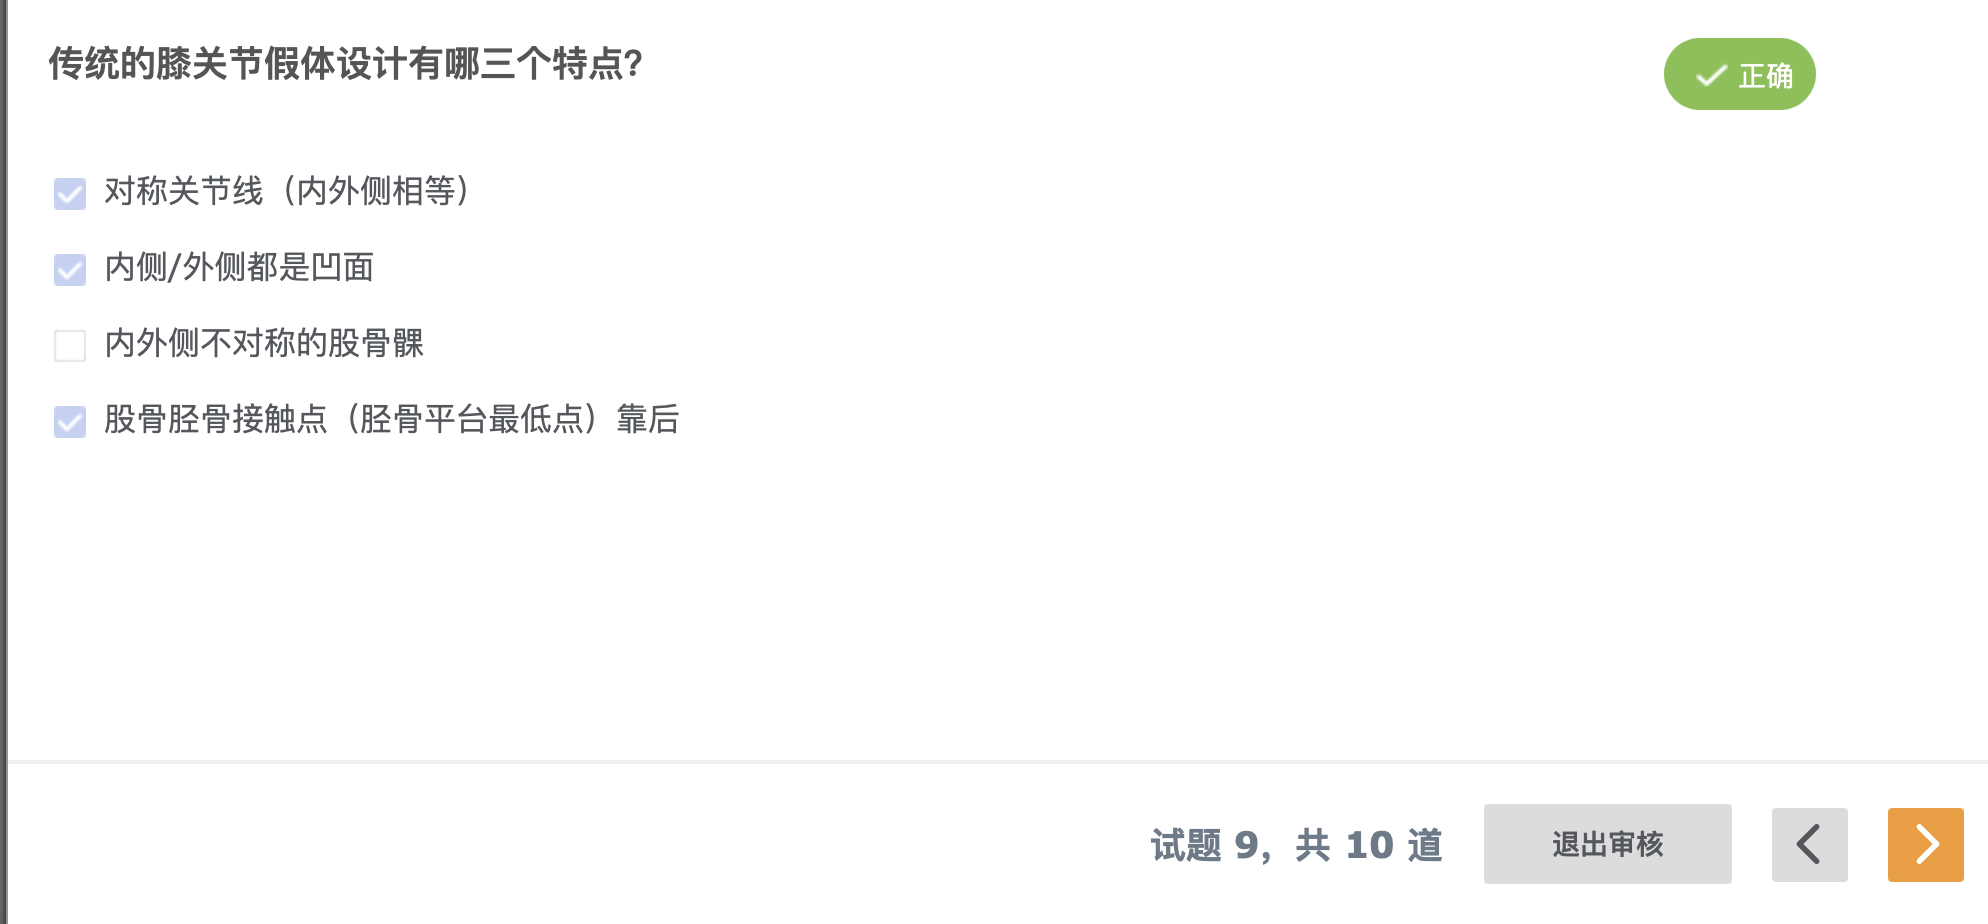 传统的膝关节假体设计有哪三个特点?
正确
对称关节线（内外侧相等）
内侧/外侧都是凹面
内外侧不对称的股骨髁
股骨胫骨接触点（胫骨平台最低点）靠后
试题 9，共 10 道
退出审核